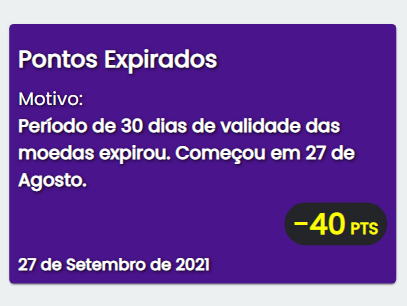 Pontos Expirados
Motivo:
Período de 30 dias de validade das
moedas expirou. Começou em 27 de
Agosto.
-40 PTS
27 de Setembro de 2021